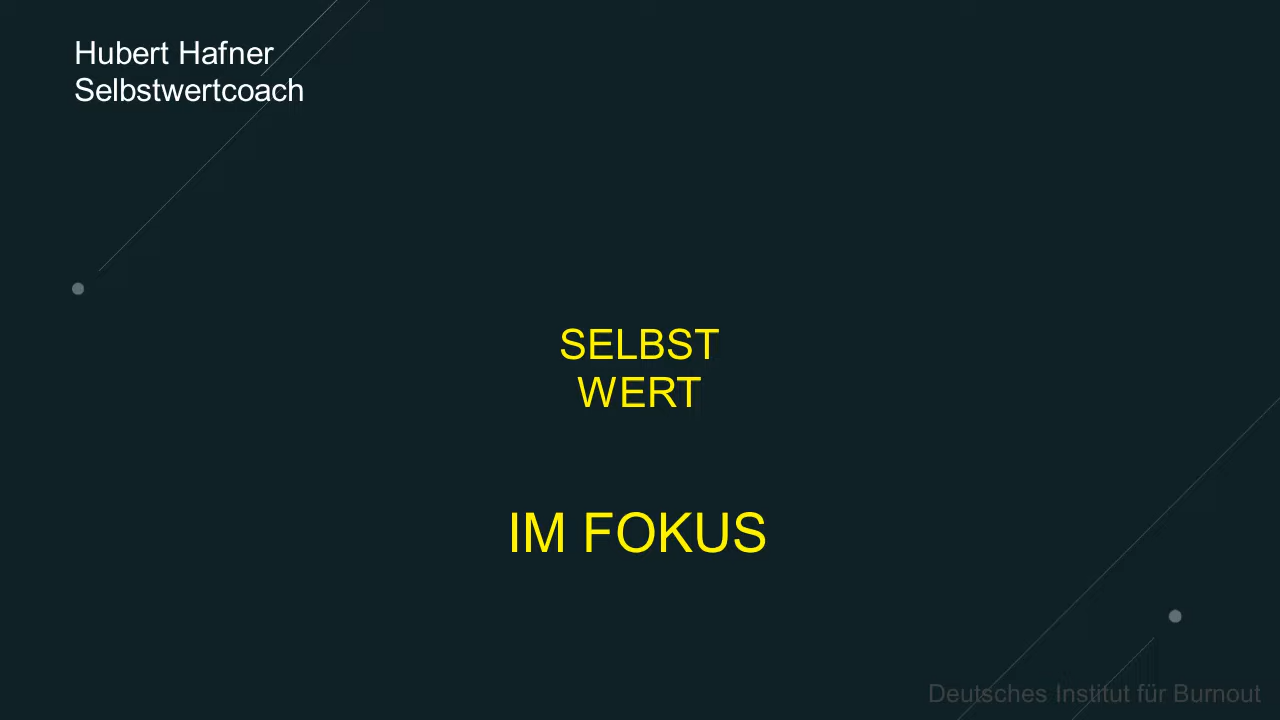 Hubert Hafner
Selbstwertcoach
SELBST
WERT
IM FOKUS
Deutsches Institut für Burnout